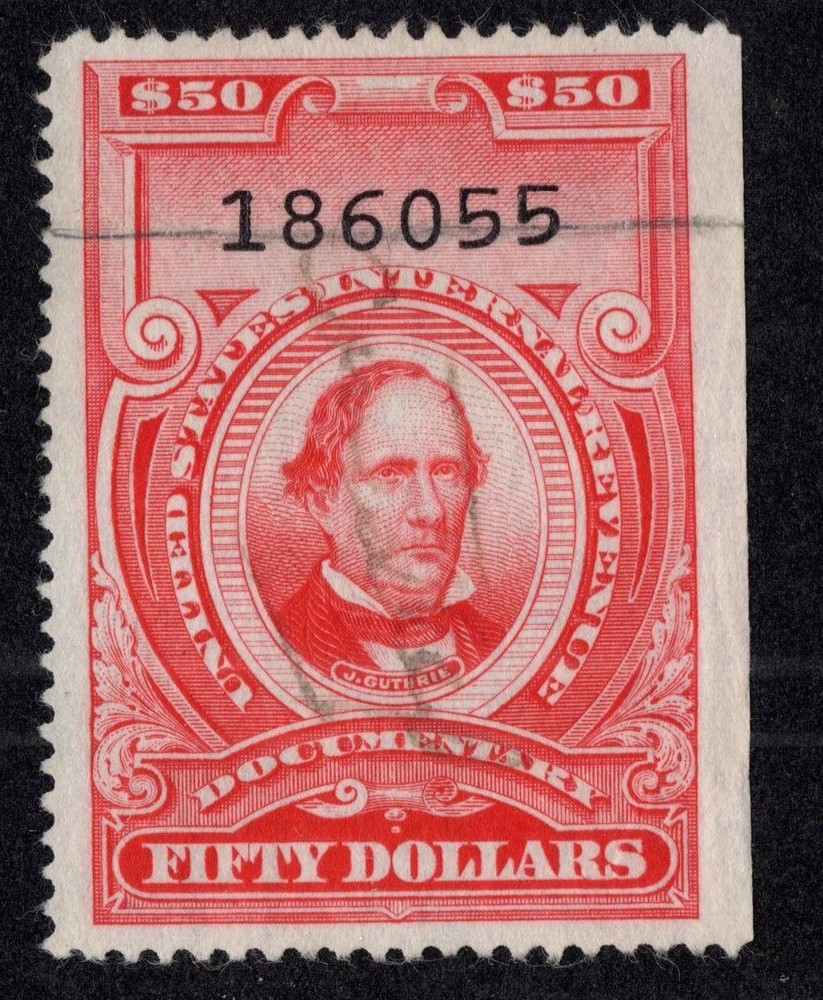 $50 $50
186055
UNITED STATES INTERNAL REVENUE
J. GUTHRIE
DOCUMENTARY
FIFTY DOLLARS